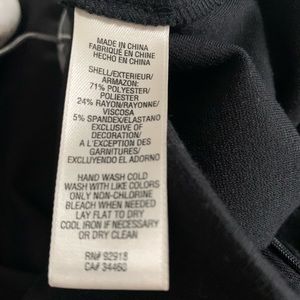 MADE IN CHINA
FABRIQUÉ EN CHINE
HECHO EN CHINA
SHELL/EXTERIEUR/
ARMAZON:
71% POLYESTER/
POLIESTER
24% RAYON/RAYONNE/
VISCOSA
5% SPANDEX/ELASTANO
EXCLUSIVE OF
DECORATION/
A L'EXCEPTION DES
GARNITURES/
EXCLUYENDO EL ADORNO
HAND WASH COLD
WASH WITH LIKE COLORS
ONLY NON-CHLORINE
BLEACH WHEN NEEDED
LAY FLAT TO DRY
COOL IRON IF NECESSARY
OR DRY CLEAN
RN# 92918
CA# 34460